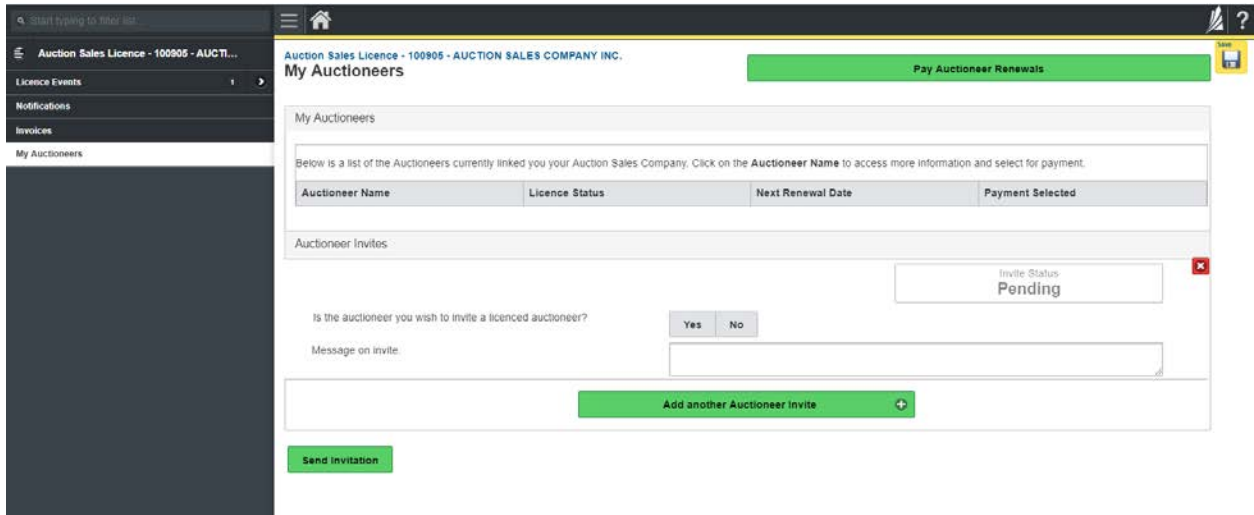 Start typing to filter list...
?
Save
Auction Sales Licence - 100905 - AUCTI...
Licence Events 1
Notifications
Invoices
My Auctioneers
Auction Sales Licence - 100905 - AUCTION SALES COMPANY INC.
My Auctioneers
Pay Auctioneer Renewals
My Auctioneers
Below is a list of the Auctioneers currently linked you your Auction Sales Company. Click on the Auctioneer Name to access more information and select for payment.
Auctioneer Name Licence Status Next Renewal Date Payment Selected
Auctioneer Invites
Invite Status
Pending
Is the auctioneer you wish to invite a licenced auctioneer?
Yes No
Message on invite.
Add another Auctioneer Invite
Send Invitation